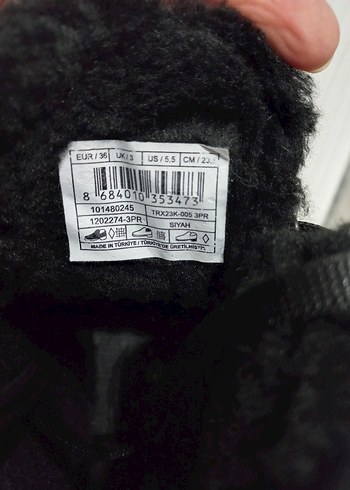 EUR / 36 UK / 3 US / 5,5 CM / 23,
8 684010 353473
101480245 TRX23K-005 3PR
1202274-3PR SIYAH
MADE IN TÜRKİYE / TÜRKİYE'DE ÜRETİLMİŞTİR